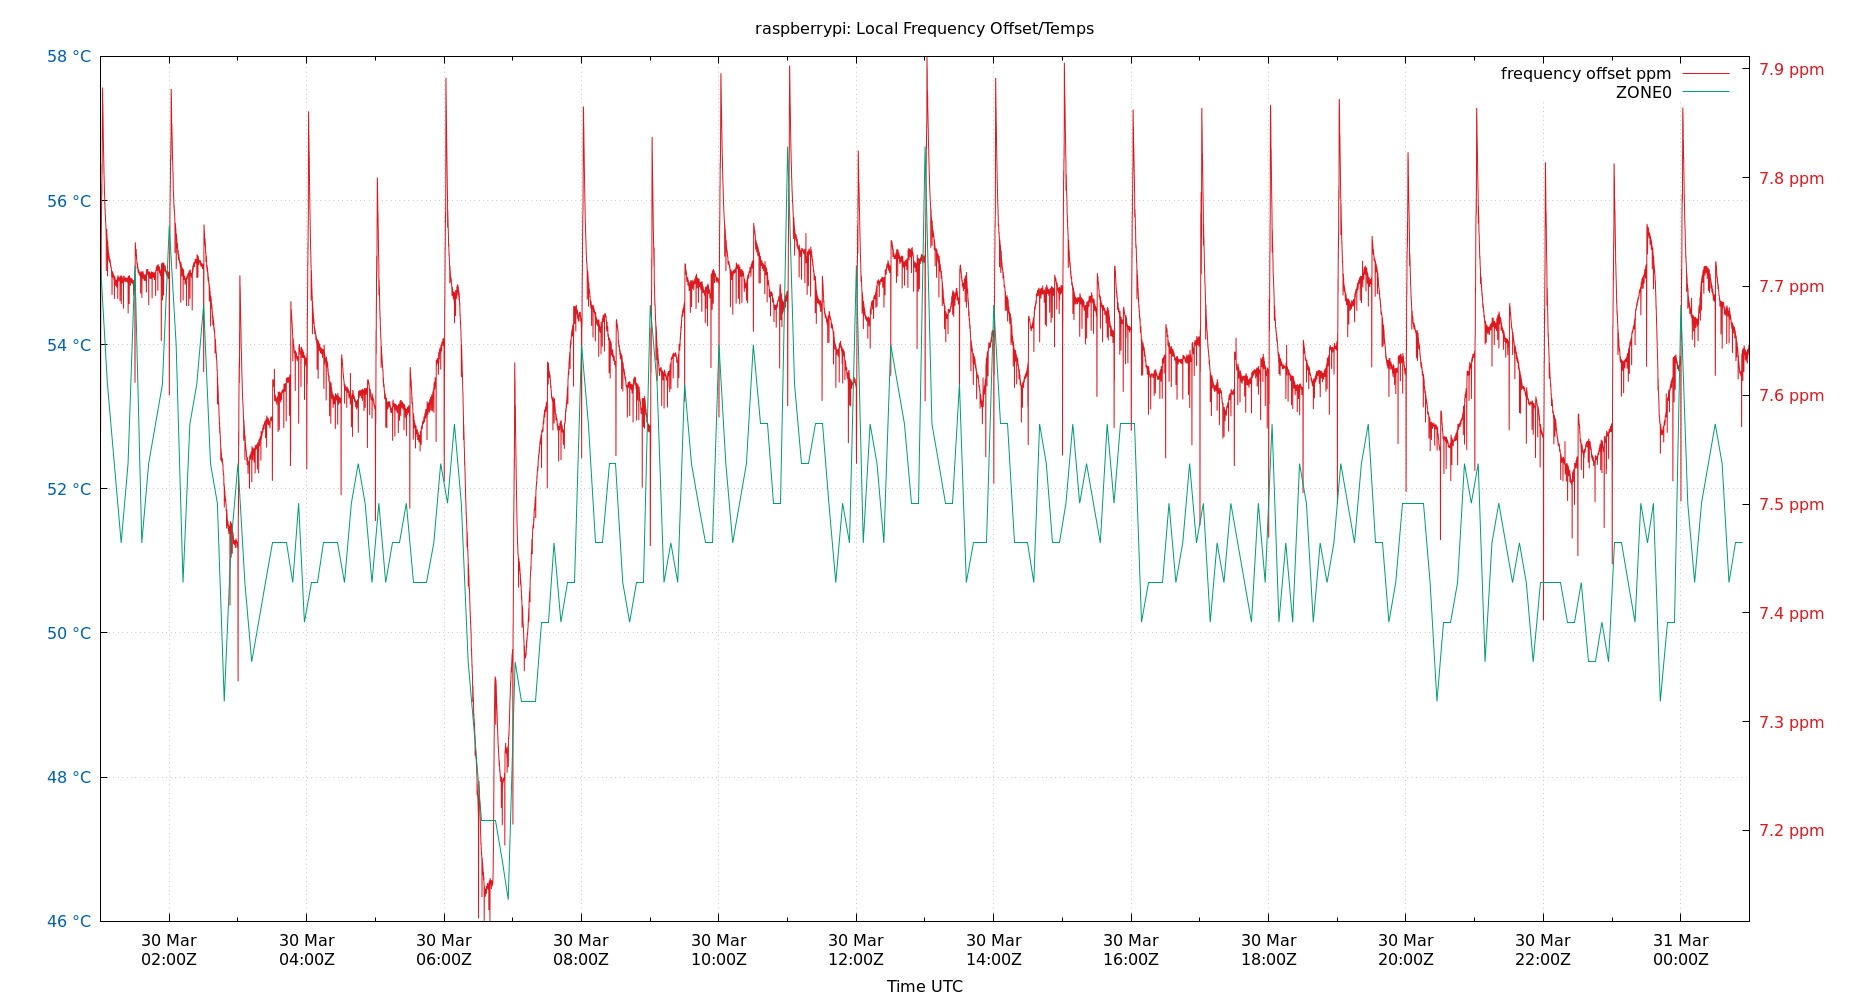 raspberrypi: Local Frequency Offset/Temps
58 °C
56 °C
54 °C
52 °C
50 °C
48 °C
46 °C
frequency offset ppm
ZONE0
7.9 ppm
7.8 ppm
7.7 ppm
7.6 ppm
7.5 ppm
7.4 ppm
7.3 ppm
7.2 ppm
30 Mar 30 Mar 30 Mar 30 Mar 30 Mar 30 Mar 30 Mar 30 Mar 30 Mar 30 Mar 30 Mar 31 Mar
02:00Z 04:00Z 06:00Z 08:00Z 10:00Z 12:00Z 14:00Z 16:00Z 18:00Z 20:00Z 22:00Z 00:00Z
Time UTC